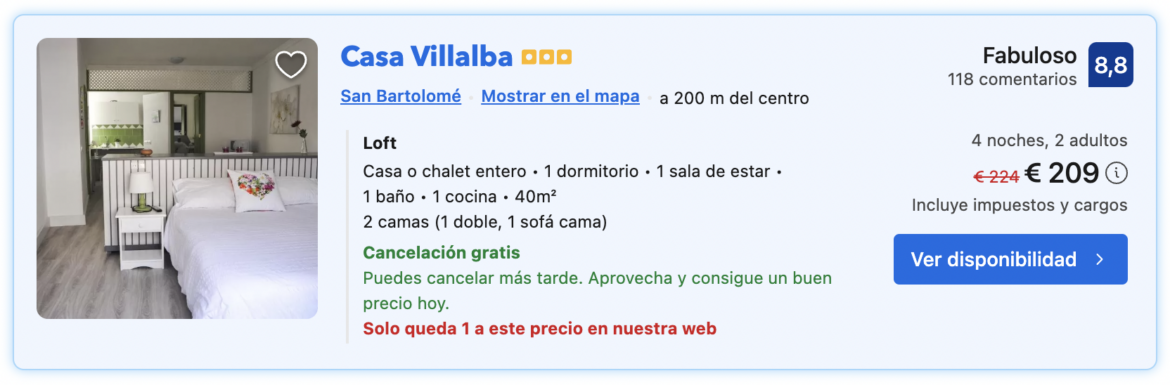 Casa Villalba
San Bartolomé Mostrar en el mapa a 200 m del centro
Loft
Casa o chalet entero • 1 dormitorio • 1 sala de estar •
1 baño • 1 cocina • 40m²
2 camas (1 doble, 1 sofá cama)
Cancelación gratis
Puedes cancelar más tarde. Aprovecha y consigue un buen
precio hoy.
Solo queda 1 a este precio en nuestra web
Fabuloso
118 comentarios
8,8
4 noches, 2 adultos
€ 224 € 209
Incluye impuestos y cargos
Ver disponibilidad